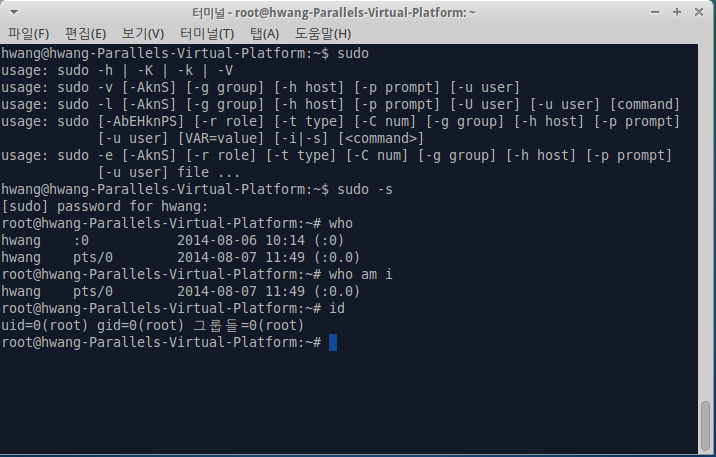 터미널 - root@hwang-Parallels-Virtual-Platform: ~
파일(F) 편집(E) 보기(V) 터미널(T) 탭(A) 도움말(H)
hwang@hwang-Parallels-Virtual-Platform:~$ sudo
usage: sudo -h | -K | -k | -V
usage: sudo -v [-AknS] [-g group] [-h host] [-p prompt] [-u user]
usage: sudo -l [-AknS] [-g group] [-h host] [-p prompt] [-U user] [-u user] [command]
usage: sudo [-AbEHknPS] [-r role] [-t type] [-C num] [-g group] [-h host] [-p prompt]
[-u user] [VAR=value] [-i|-s] [<command>]
usage: sudo -e [-AknS] [-r role] [-t type] [-C num] [-g group] [-h host] [-p prompt]
[-u user] file ...
hwang@hwang-Parallels-Virtual-Platform:~$ sudo -s
[sudo] password for hwang:
root@hwang-Parallels-Virtual-Platform:~# who
hwang    :0           2014-08-06 10:14 (:0)
hwang    pts/0        2014-08-07 11:49 (:0.0)
root@hwang-Parallels-Virtual-Platform:~# who am i
hwang    pts/0        2014-08-07 11:49 (:0.0)
root@hwang-Parallels-Virtual-Platform:~# id
uid=0(root) gid=0(root) 그룹들=0(root)
root@hwang-Parallels-Virtual-Platform:~#